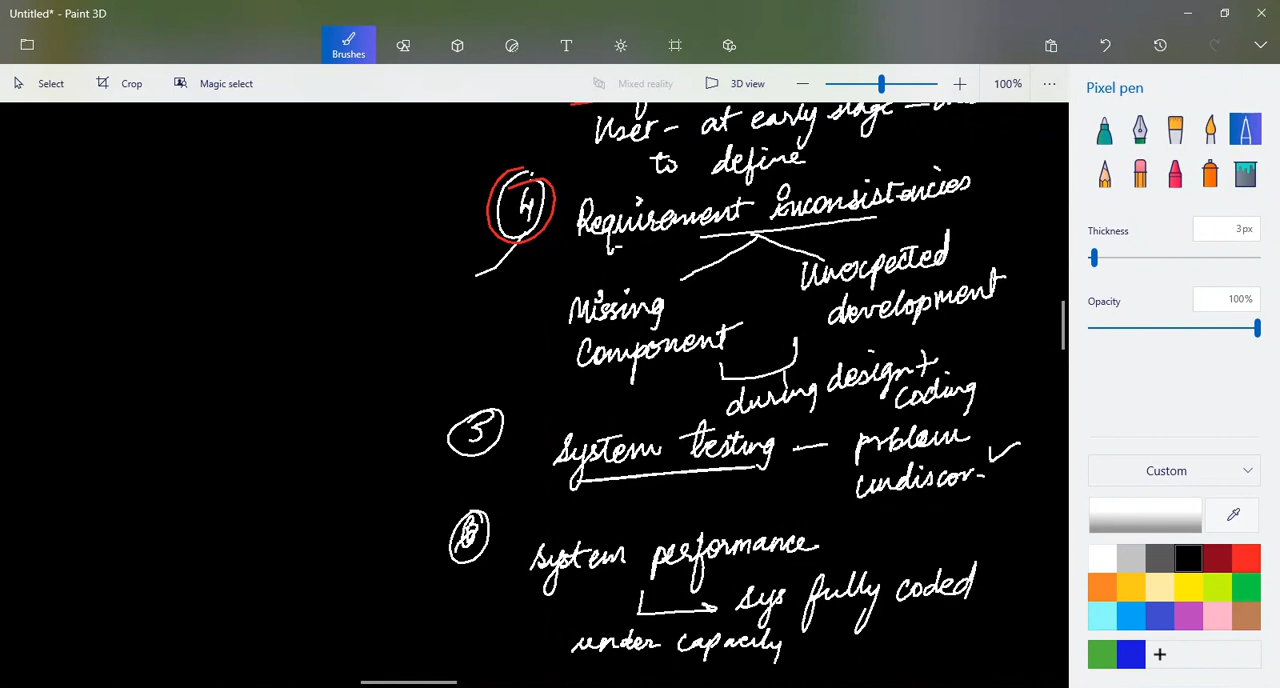 Untitled* - Paint 3D
Brushes
Select
Crop
Magic select
Mixed reality
3D view
100%
Pixel pen
Thickness
3px
Opacity
100%
Custom
User - at early stage -
to define
4 Requirement Inconsistencies
Missing
Component
Unexpected
development
during design +
coding
5 System testing — problem
undiscor-
6 System performance
sys fully coded
under capacity